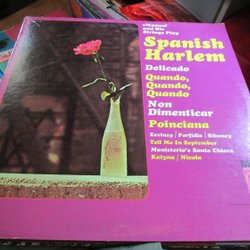 Manuel
and His
Strings Play
Spanish
Harlem
Delicado
Quando,
Quando,
Quando
Non
Dimenticar
Poinciana
Ecstasy | Perfidia | Siboney
Tell Me In September
Mantilerio's Santa Chiara
Katyna | Nicola